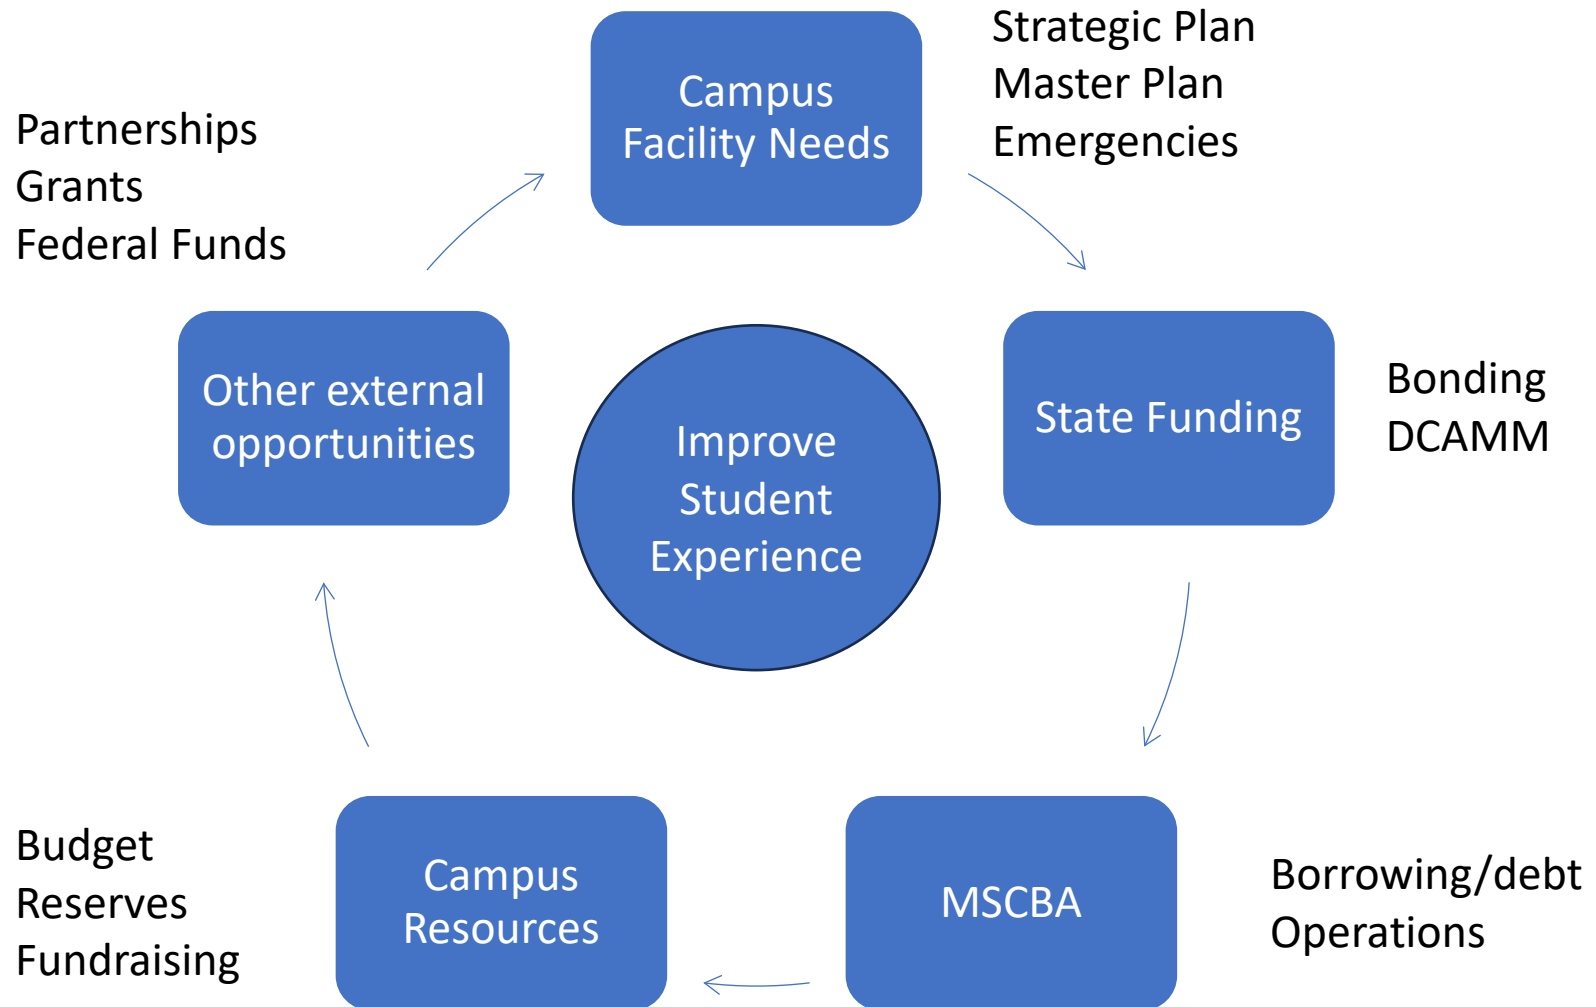 Campus
Facility Needs
Strategic Plan
Master Plan
Emergencies
Partnerships
Grants
Federal Funds
Other external
opportunities
Improve
Student
Experience
State Funding
Bonding
DCAMM
Budget
Reserves
Fundraising
Campus
Resources
MSCBA
Borrowing/debt
Operations